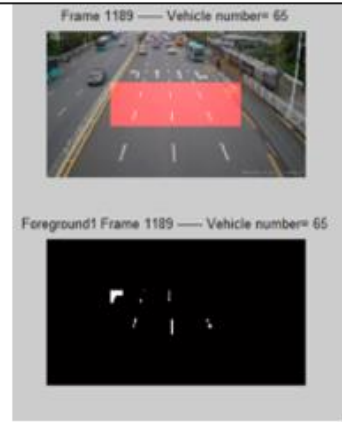 Frame 1189 ----- Vehicle number= 65
Foreground1 Frame 1189 ----- Vehicle number= 65